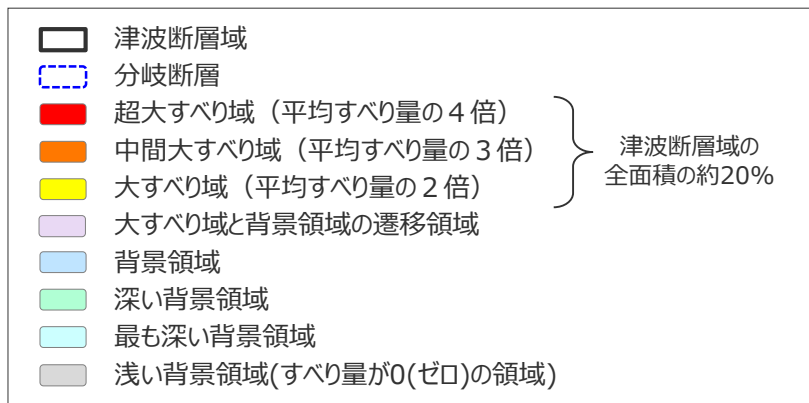 津波断層域
分岐断層
超大すべり域（平均すべり量の４倍）
中間大すべり域（平均すべり量の３倍）
大すべり域（平均すべり量の２倍）
津波断層域の
全面積の約20%
大すべり域と背景領域の遷移領域
背景領域
深い背景領域
最も深い背景領域
浅い背景領域(すべり量が0(ゼロ)の領域)